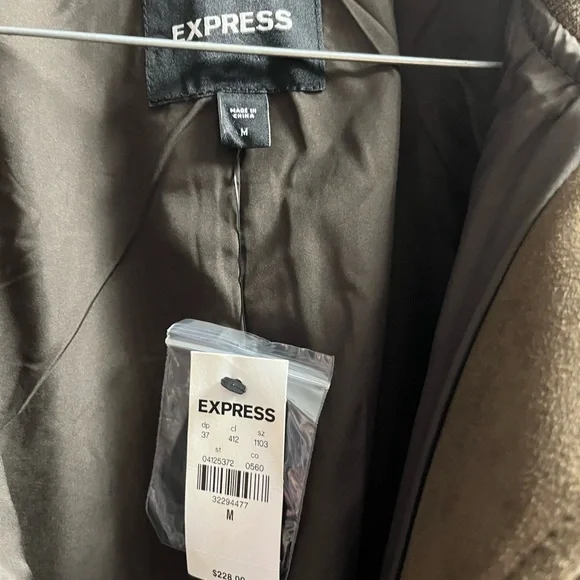 EXPRESS
MADE IN
CHINA
M
EXPRESS
dp cl sz
37 412 1103
st co
04125372 0560
32294477
M
$228.00